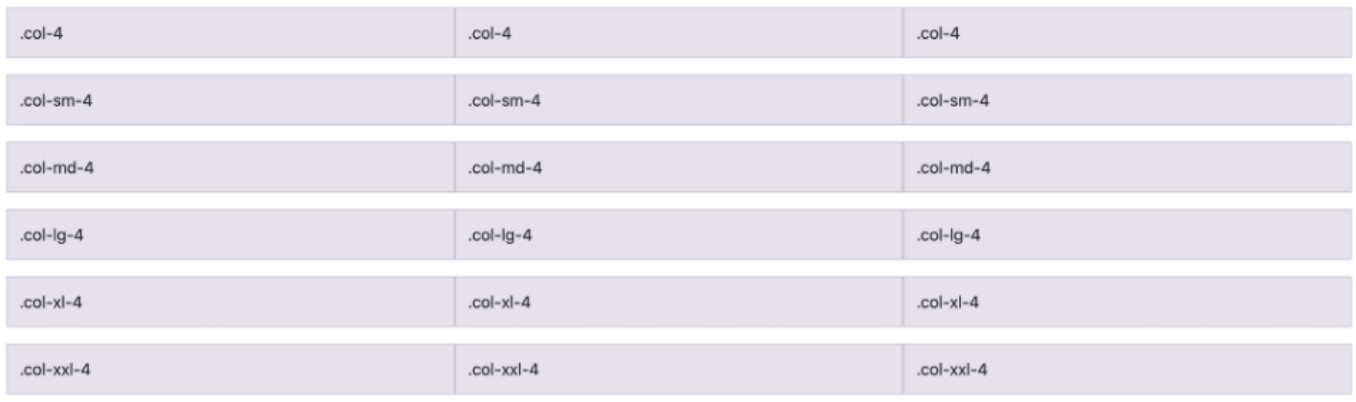 .col-4 .col-4 .col-4
.col-sm-4 .col-sm-4 .col-sm-4
.col-md-4 .col-md-4 .col-md-4
.col-lg-4 .col-lg-4 .col-lg-4
.col-xl-4 .col-xl-4 .col-xl-4
.col-xxl-4 .col-xxl-4 .col-xxl-4